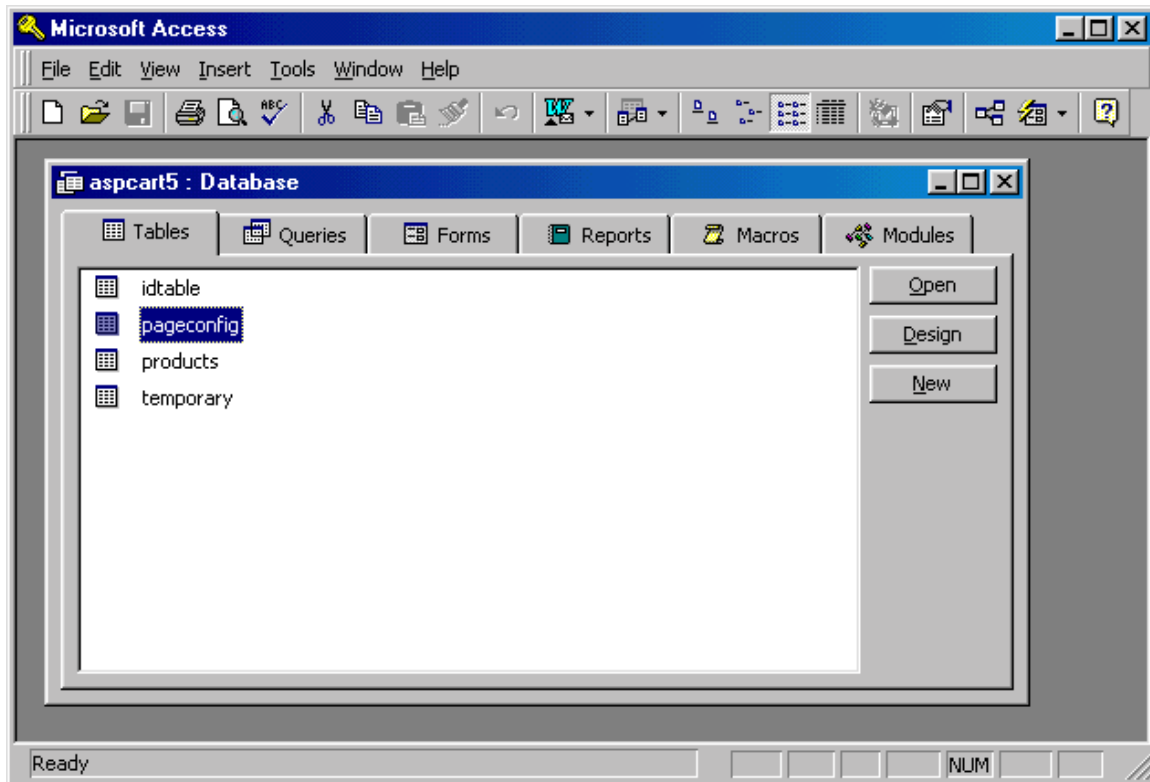 Microsoft Access
File Edit View Insert Tools Window Help
ABC
aspcart5 : Database
Tables Queries Forms Reports Macros Modules
idtable Open
pageconfig Design
products New
temporary
Ready NUM